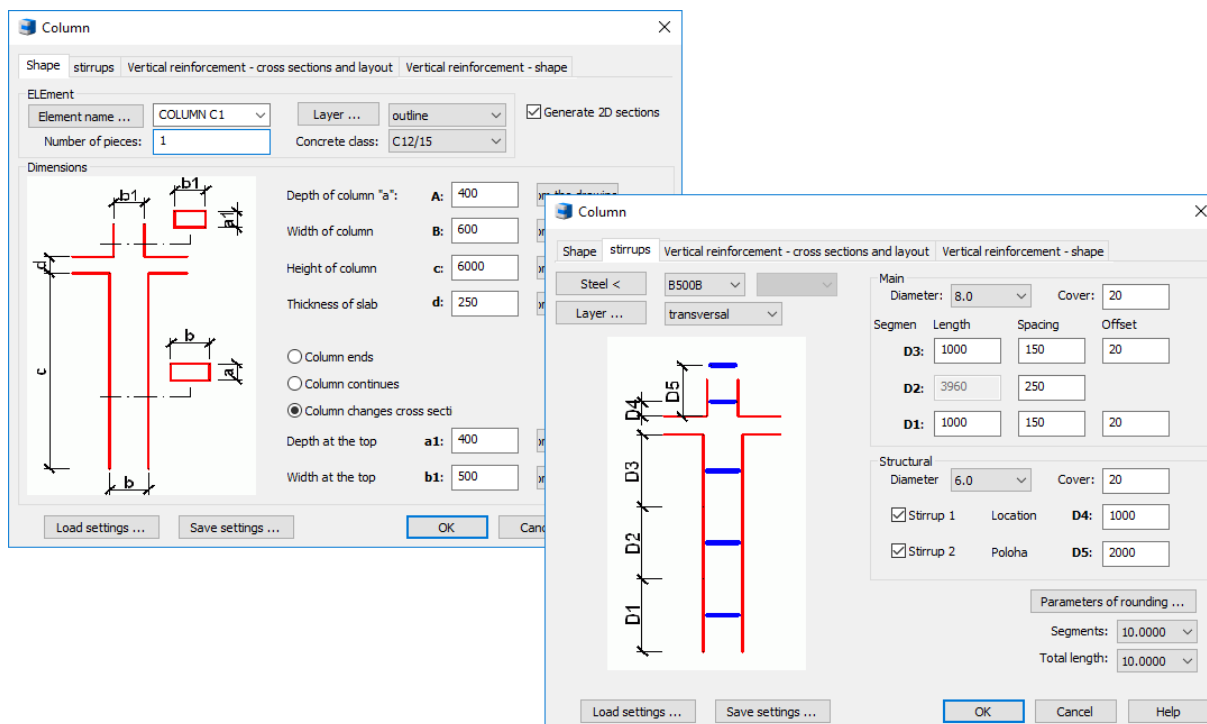 Column
Shape stirrups Vertical reinforcement - cross sections and layout Vertical reinforcement - shape
ELEment
Element name ... COLUMN C1 Layer ... outline Generate 2D sections
Number of pieces: 1 Concrete class: C12/15
Dimensions
b1 b1 a1 d c b a b
Depth of column "a": A: 400 om the drawing
Width of column B: 600
Height of column c: 6000
Thickness of slab d: 250
Column ends
Column continues
Column changes cross secti
Depth at the top a1: 400
Width at the top b1: 500
Load settings ... Save settings ... OK Canc
Column
Shape stirrups Vertical reinforcement - cross sections and layout Vertical reinforcement - shape
Steel < B500B
Layer ... transversal
D5 D4 D3 D2 D1
Main
Diameter: 8.0 Cover: 20
Segmen Length Spacing Offset
D3: 1000 150 20
D2: 3960 250
D1: 1000 150 20
Structural
Diameter 6.0 Cover: 20
Stirrup 1 Location D4: 1000
Stirrup 2 Poloha D5: 2000
Parameters of rounding ...
Segments: 10.0000
Total length: 10.0000
Load settings ... Save settings ... OK Cancel Help